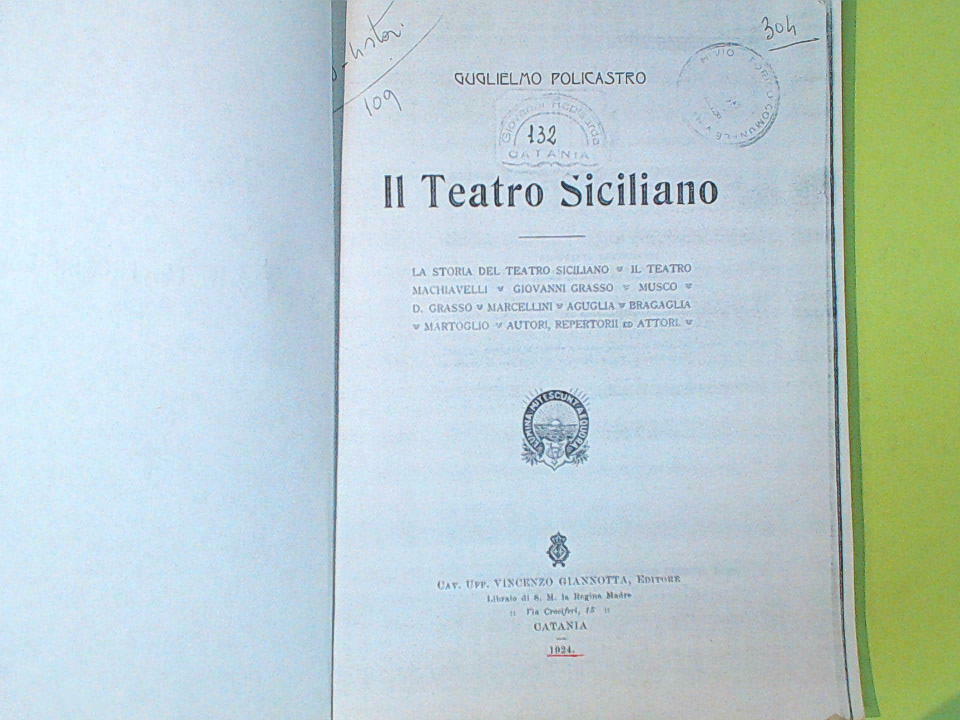 304
109
GUGLIELMO POLICASTRO
Giovanni
132
CATANIA
Il Teatro Siciliano
LA STORIA DEL TEATRO SICILIANO IL TEATRO
MACHIAVELLI GIOVANNI GRASSO MUSCO
D. GRASSO MARCELLINI AGUGLIA BRAGAGLIA
MARTOGLIO AUTORI, REPERTORII ED ATTORI.
CAV. UFF. VINCENZO GIANNOTTA, EDITORE
Libraio di S. M. la Regina Madre
:: Via Crociferi, 15 ::
CATANIA
1924.